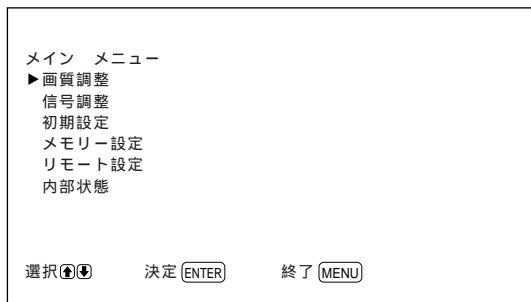 メイン メニュー
▶画質調整
信号調整
初期設定
メモリー設定
リモート設定
内部状態
選択⬆⬇ 決定 ENTER 終了 MENU